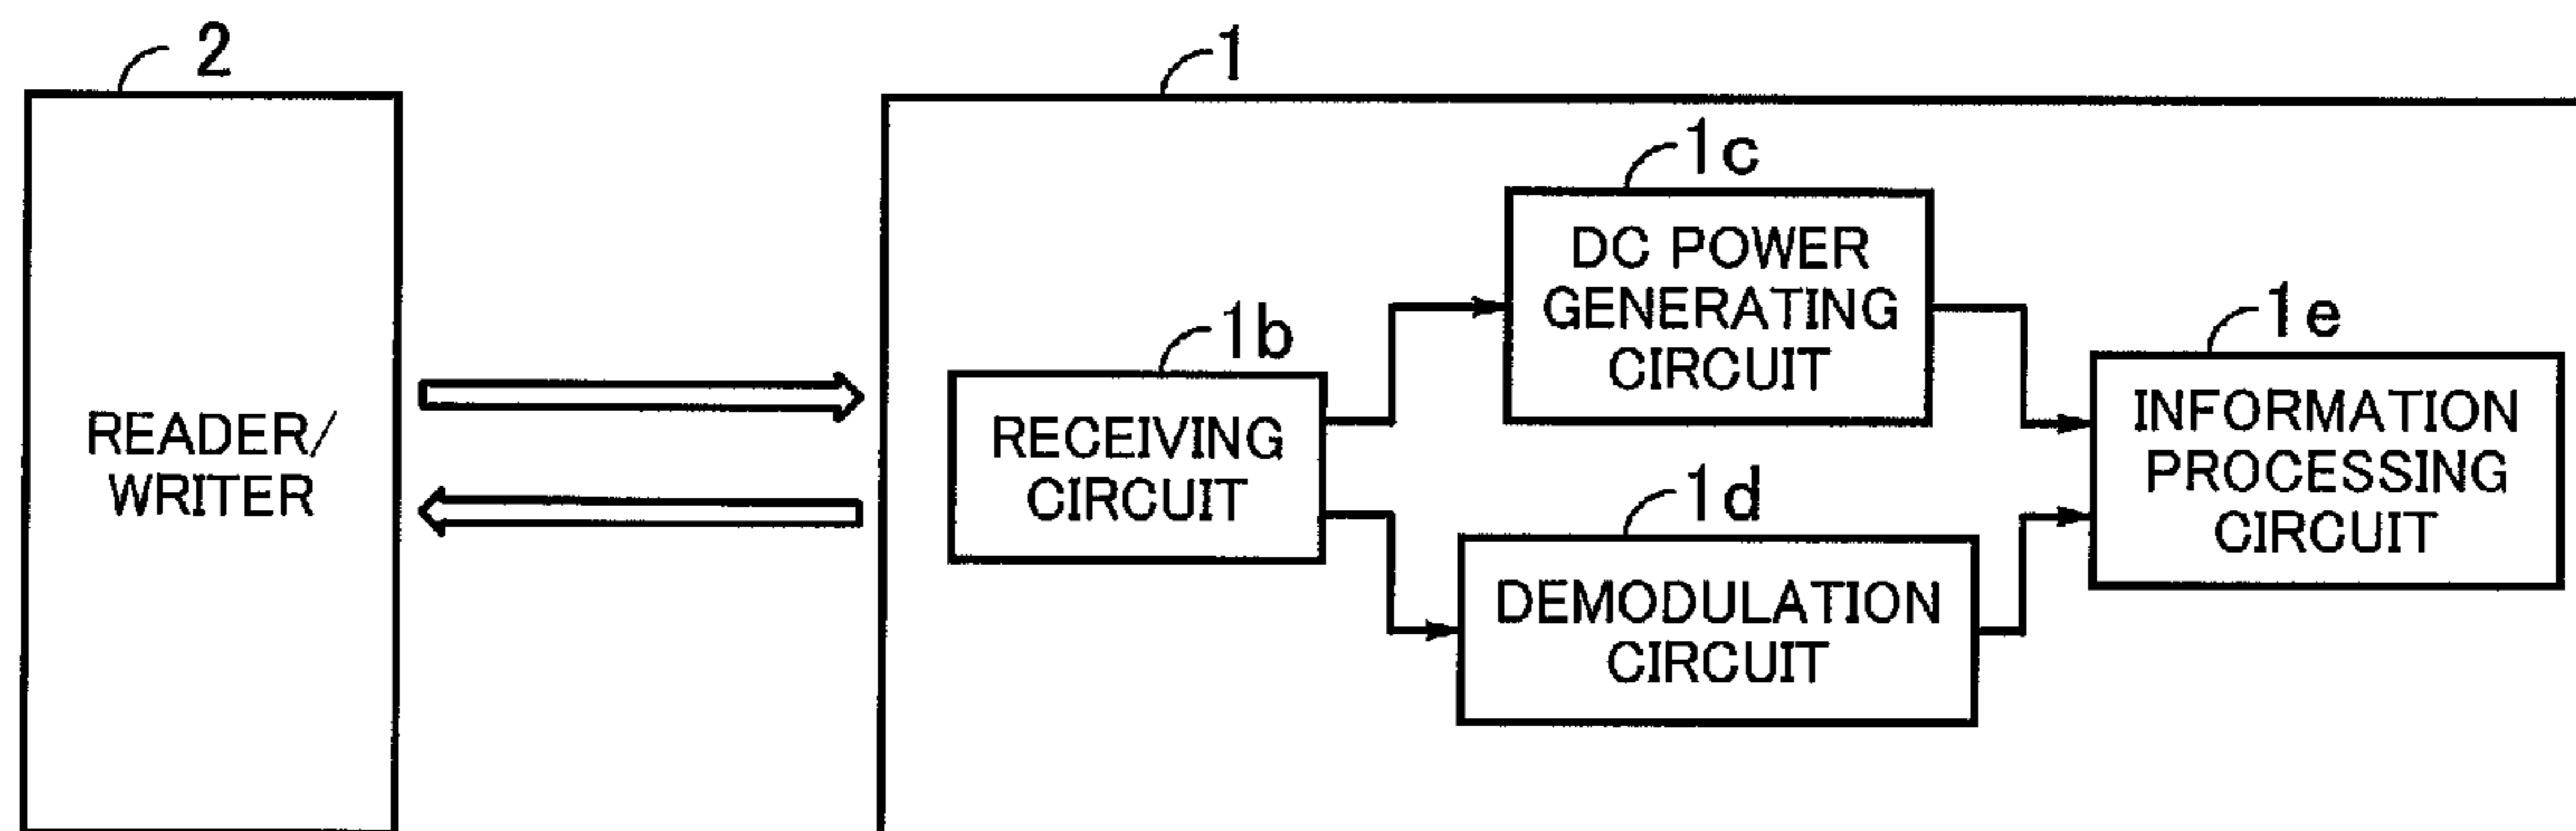 2
1
1c
DC POWER
GENERATING
CIRCUIT
1e
1b
INFORMATION
PROCESSING
CIRCUIT
READER/
WRITER
RECEIVING
CIRCUIT
1d
DEMODULATION
CIRCUIT